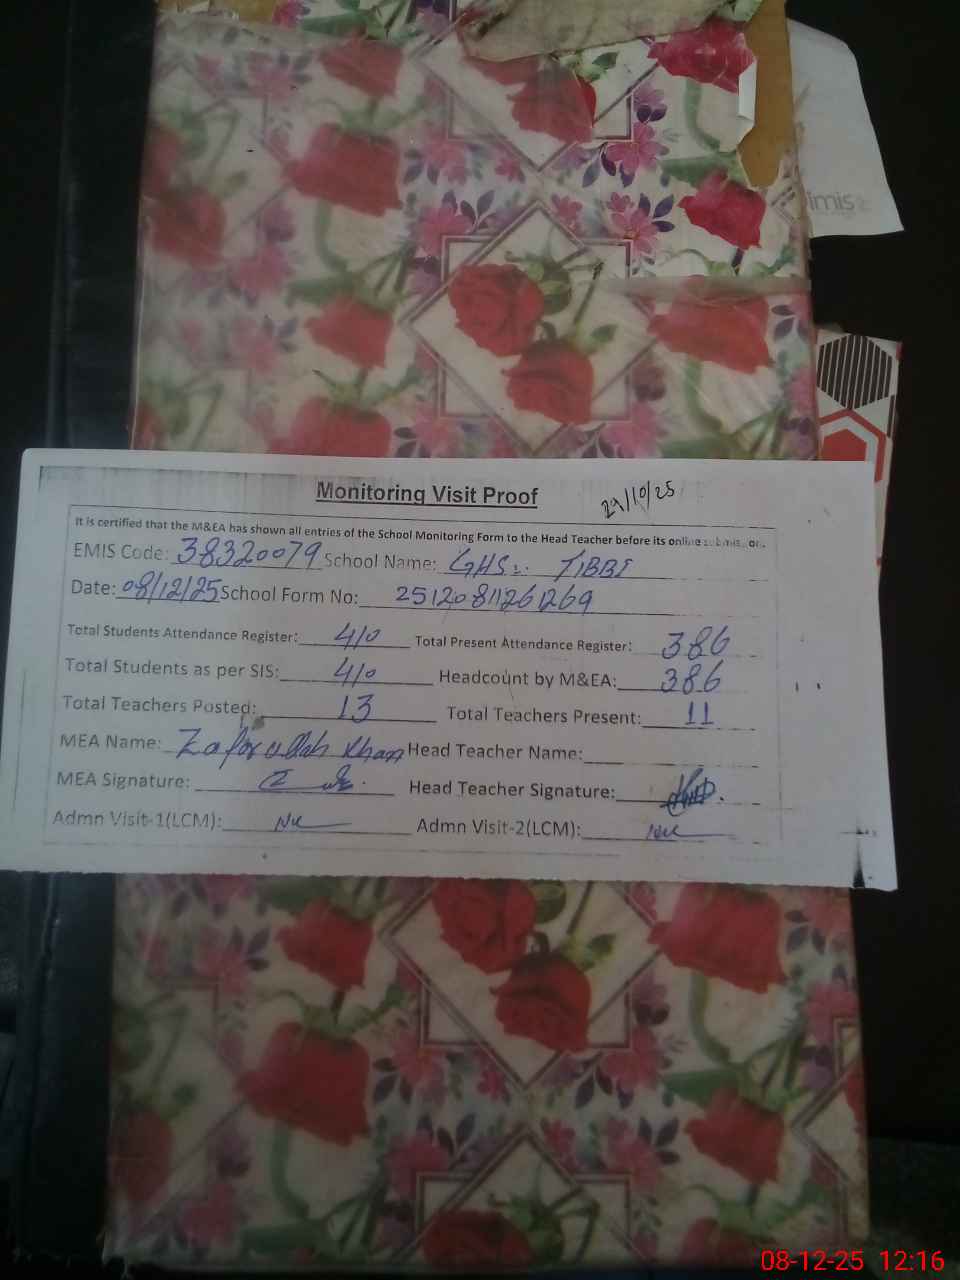 imis
Monitoring Visit Proof
29/10/25
It is certified that the M&EA has shown all entries of the School Monitoring Form to the Head Teacher before its online submission.
EMIS Code: 38320079 School Name: GHS TIBBI
Date: 08/12/25 School Form No: 25120811261269
Total Students Attendance Register: 410 Total Present Attendance Register: 386
Total Students as per SIS: 410 Headcount by M&EA: 386
Total Teachers Posted: 13 Total Teachers Present: 11
MEA Name: Zafar ullah Khan Head Teacher Name:
MEA Signature: Head Teacher Signature:
Admn Visit-1(LCM): Nil Admn Visit-2(LCM): Nil
08-12-25 12:16